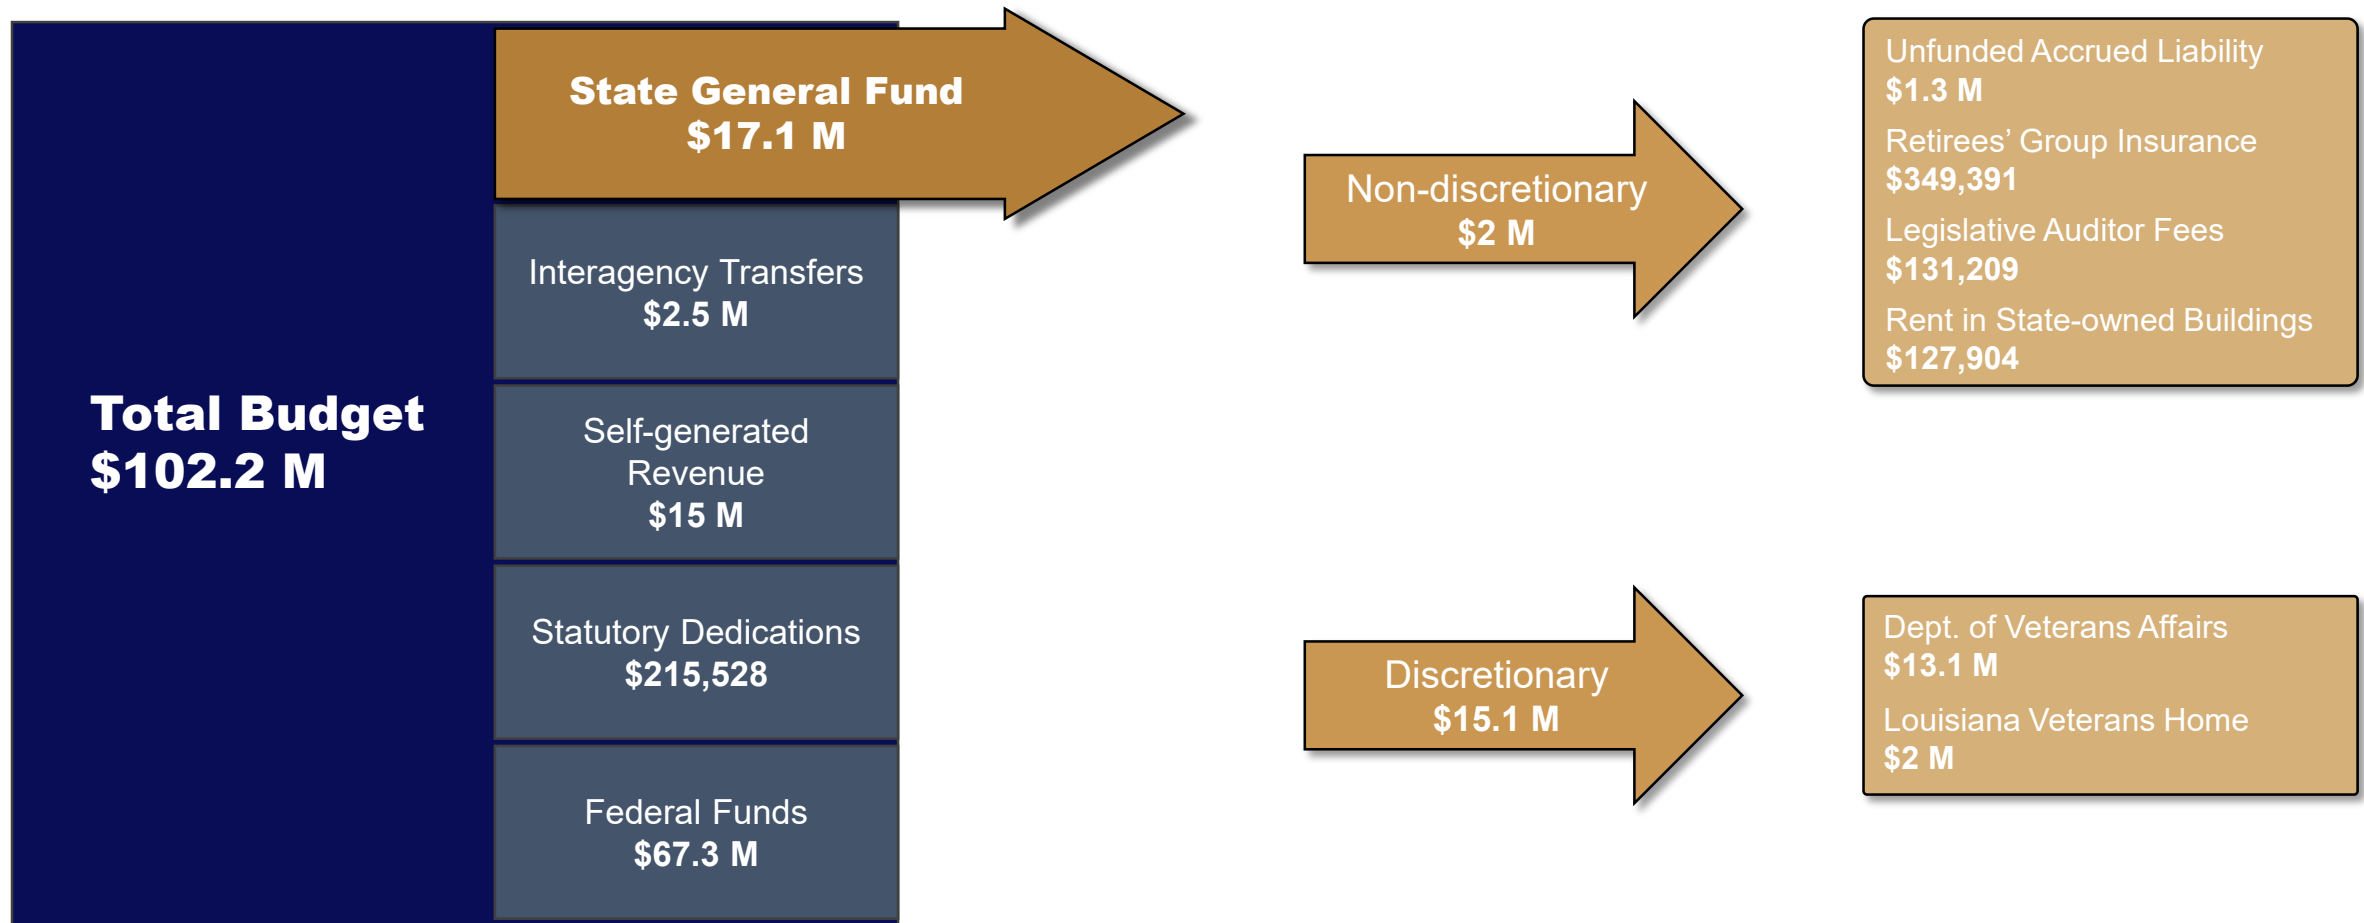 Total Budget
$102.2 M
State General Fund
$17.1 M
Interagency Transfers
$2.5 M
Self-generated
Revenue
$15 M
Statutory Dedications
$215,528
Federal Funds
$67.3 M
Non-discretionary
$2 M
Discretionary
$15.1 M
Unfunded Accrued Liability
$1.3 M
Retirees’ Group Insurance
$349,391
Legislative Auditor Fees
$131,209
Rent in State-owned Buildings
$127,904
Dept. of Veterans Affairs
$13.1 M
Louisiana Veterans Home
$2 M